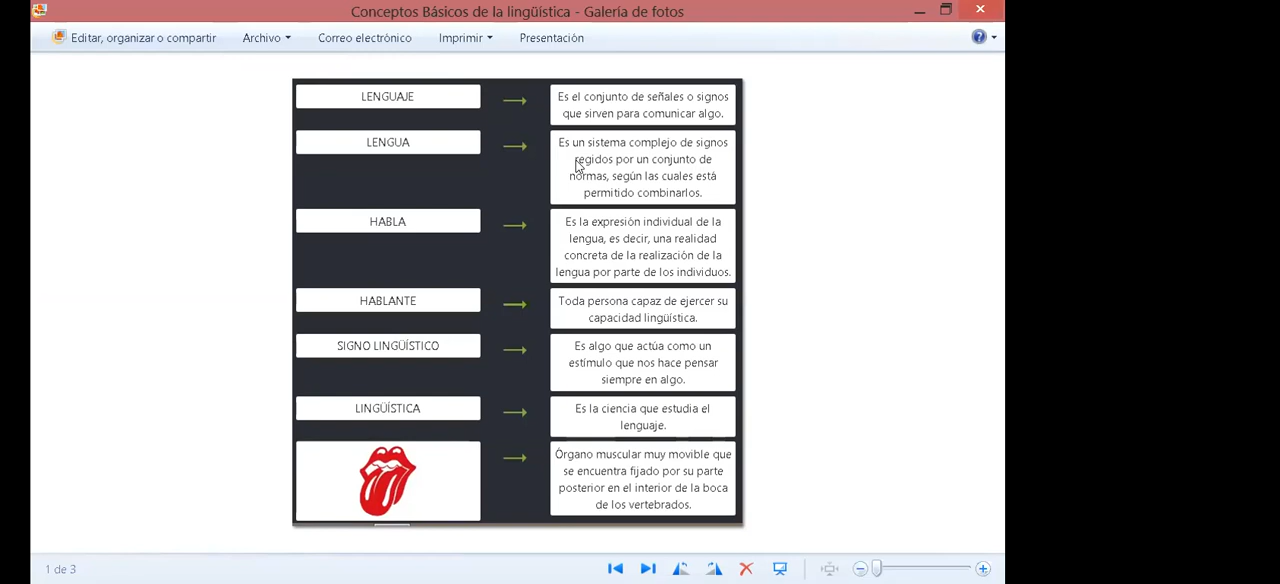 Conceptos Básicos de la lingüística - Galería de fotos
Editar, organizar o compartir Archivo Correo electrónico Imprimir Presentación
LENGUAJE
Es el conjunto de señales o signos
que sirven para comunicar algo.
LENGUA
Es un sistema complejo de signos
regidos por un conjunto de
normas, según las cuales está
permitido combinarlos.
HABLA
Es la expresión individual de la
lengua, es decir, una realidad
concreta de la realización de la
lengua por parte de los individuos.
HABLANTE
Toda persona capaz de ejercer su
capacidad lingüística.
SIGNO LINGÜÍSTICO
Es algo que actúa como un
estímulo que nos hace pensar
siempre en algo.
LINGÜÍSTICA
Es la ciencia que estudia el
lenguaje.
Órgano muscular muy movible que
se encuentra fijado por su parte
posterior en el interior de la boca
de los vertebrados.
1 de 3